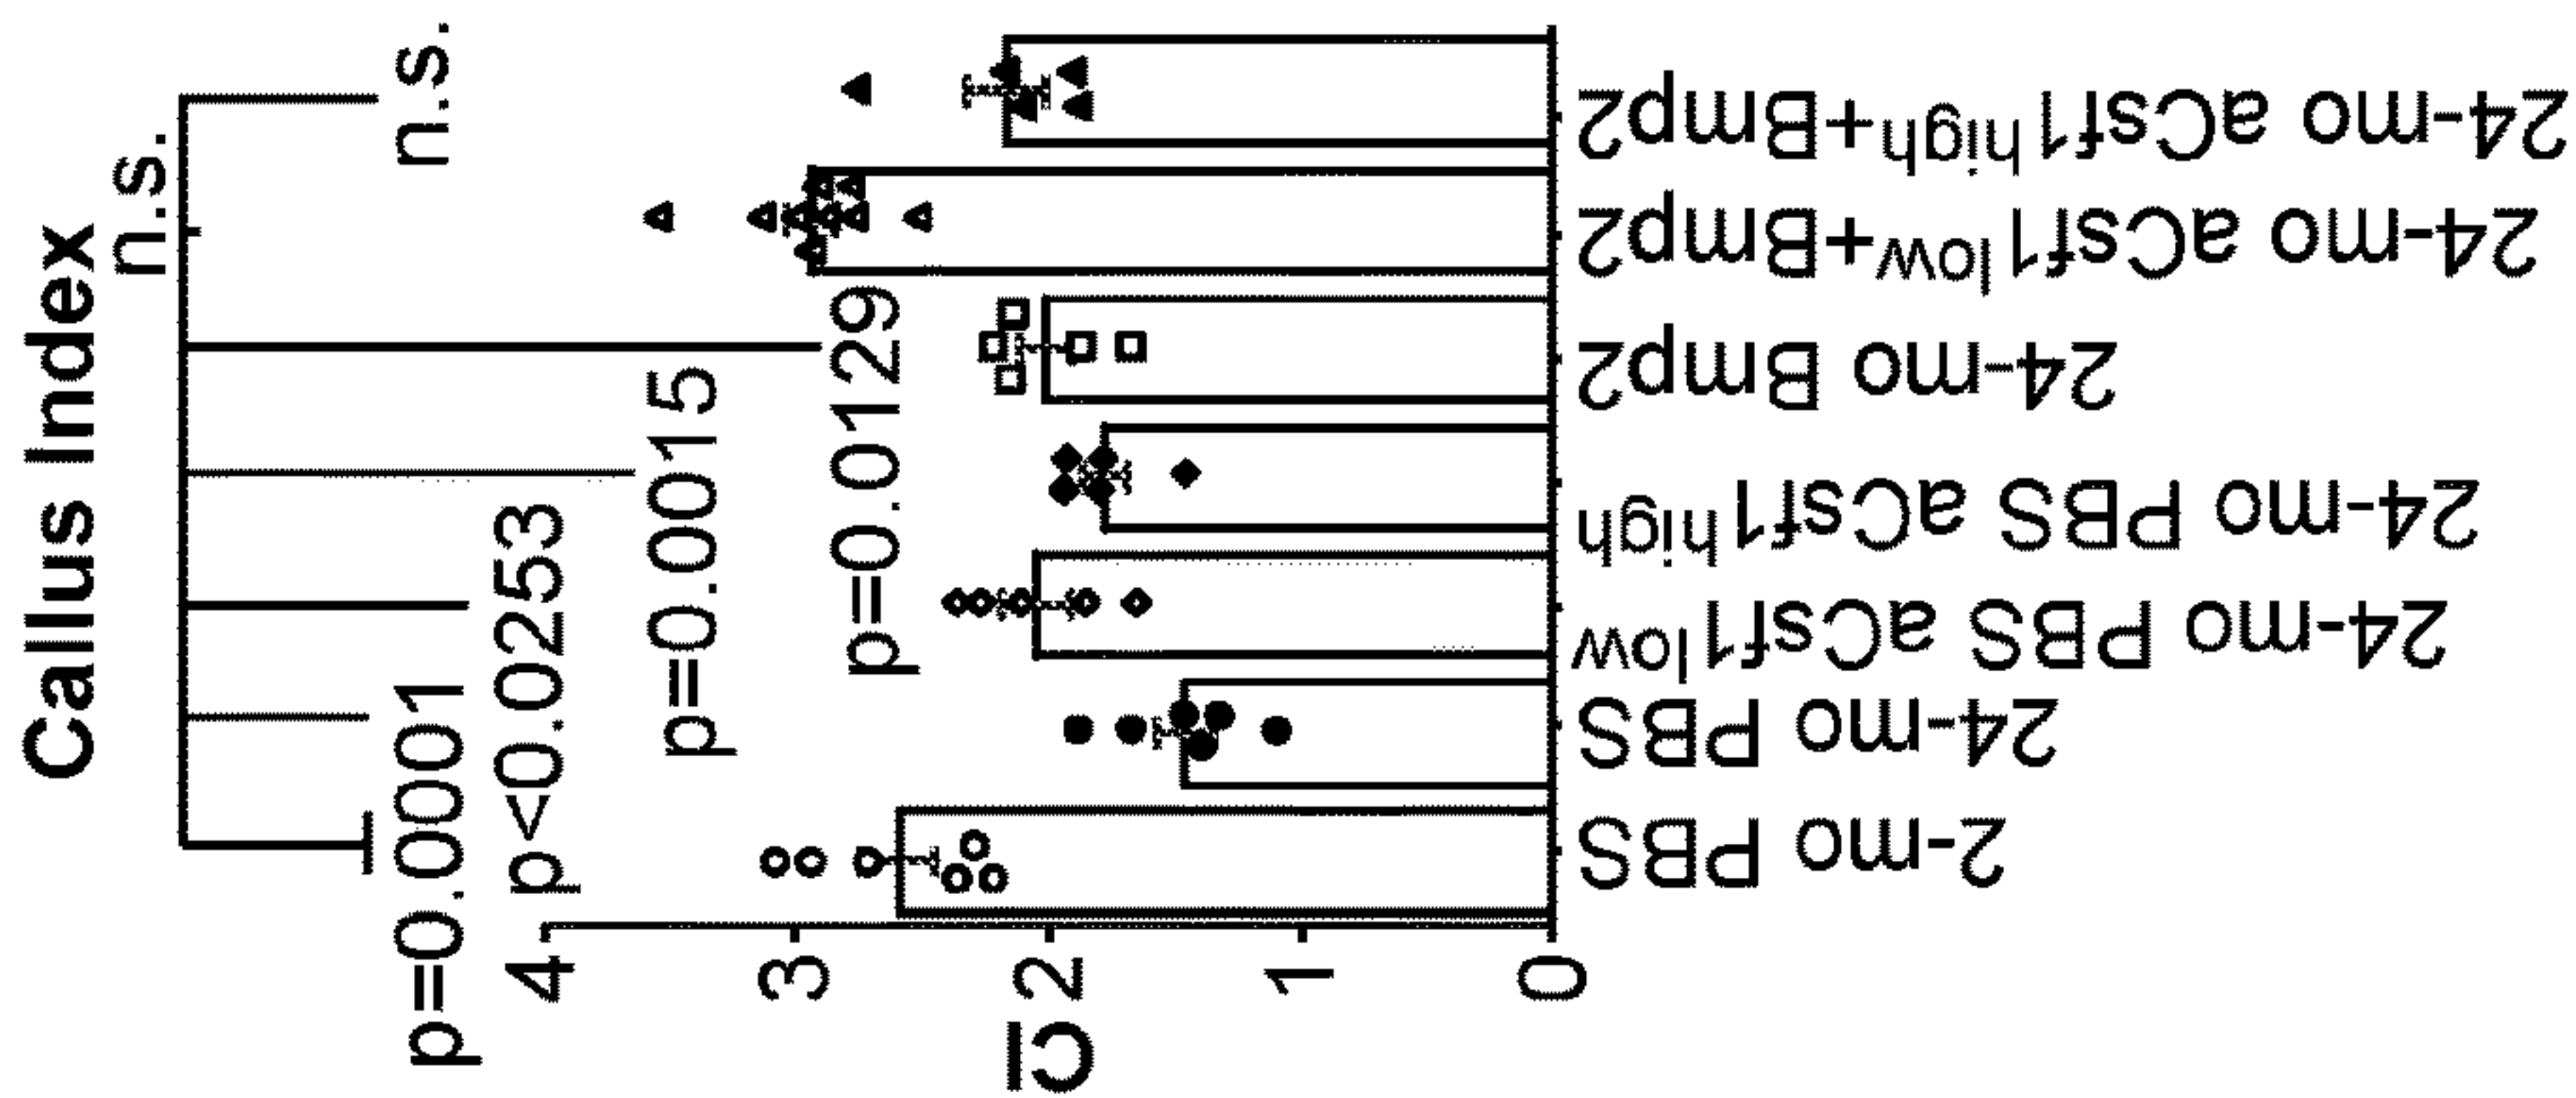 Callus Index
n.s.
n.s.
p=0.0129
p=0.0015
p<0.0253
p=0.0001
CI
4
3
2
1
0
2-mo PBS
24-mo PBS
24-mo PBS aCsf1low
24-mo PBS aCsf1high
24-mo Bmp2
24-mo aCsf1low+Bmp2
24-mo aCsf1high+Bmp2